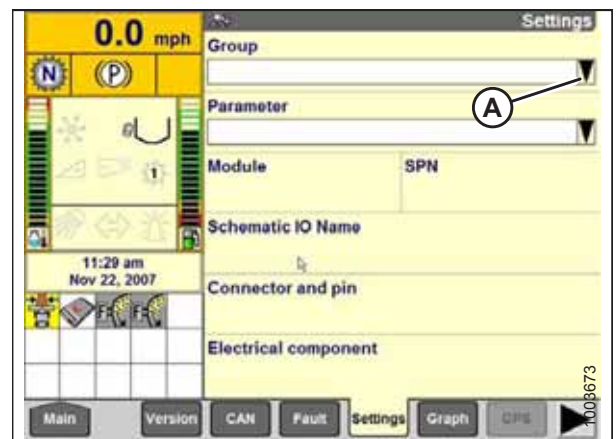 0.0 mph
N (P)
1
11:29 am
Nov 22, 2007
F F
Settings
Group
A
Parameter
Module SPN
Schematic IO Name
Connector and pin
Electrical component
Main Version CAN Fault Settings Graph GPS
1003673